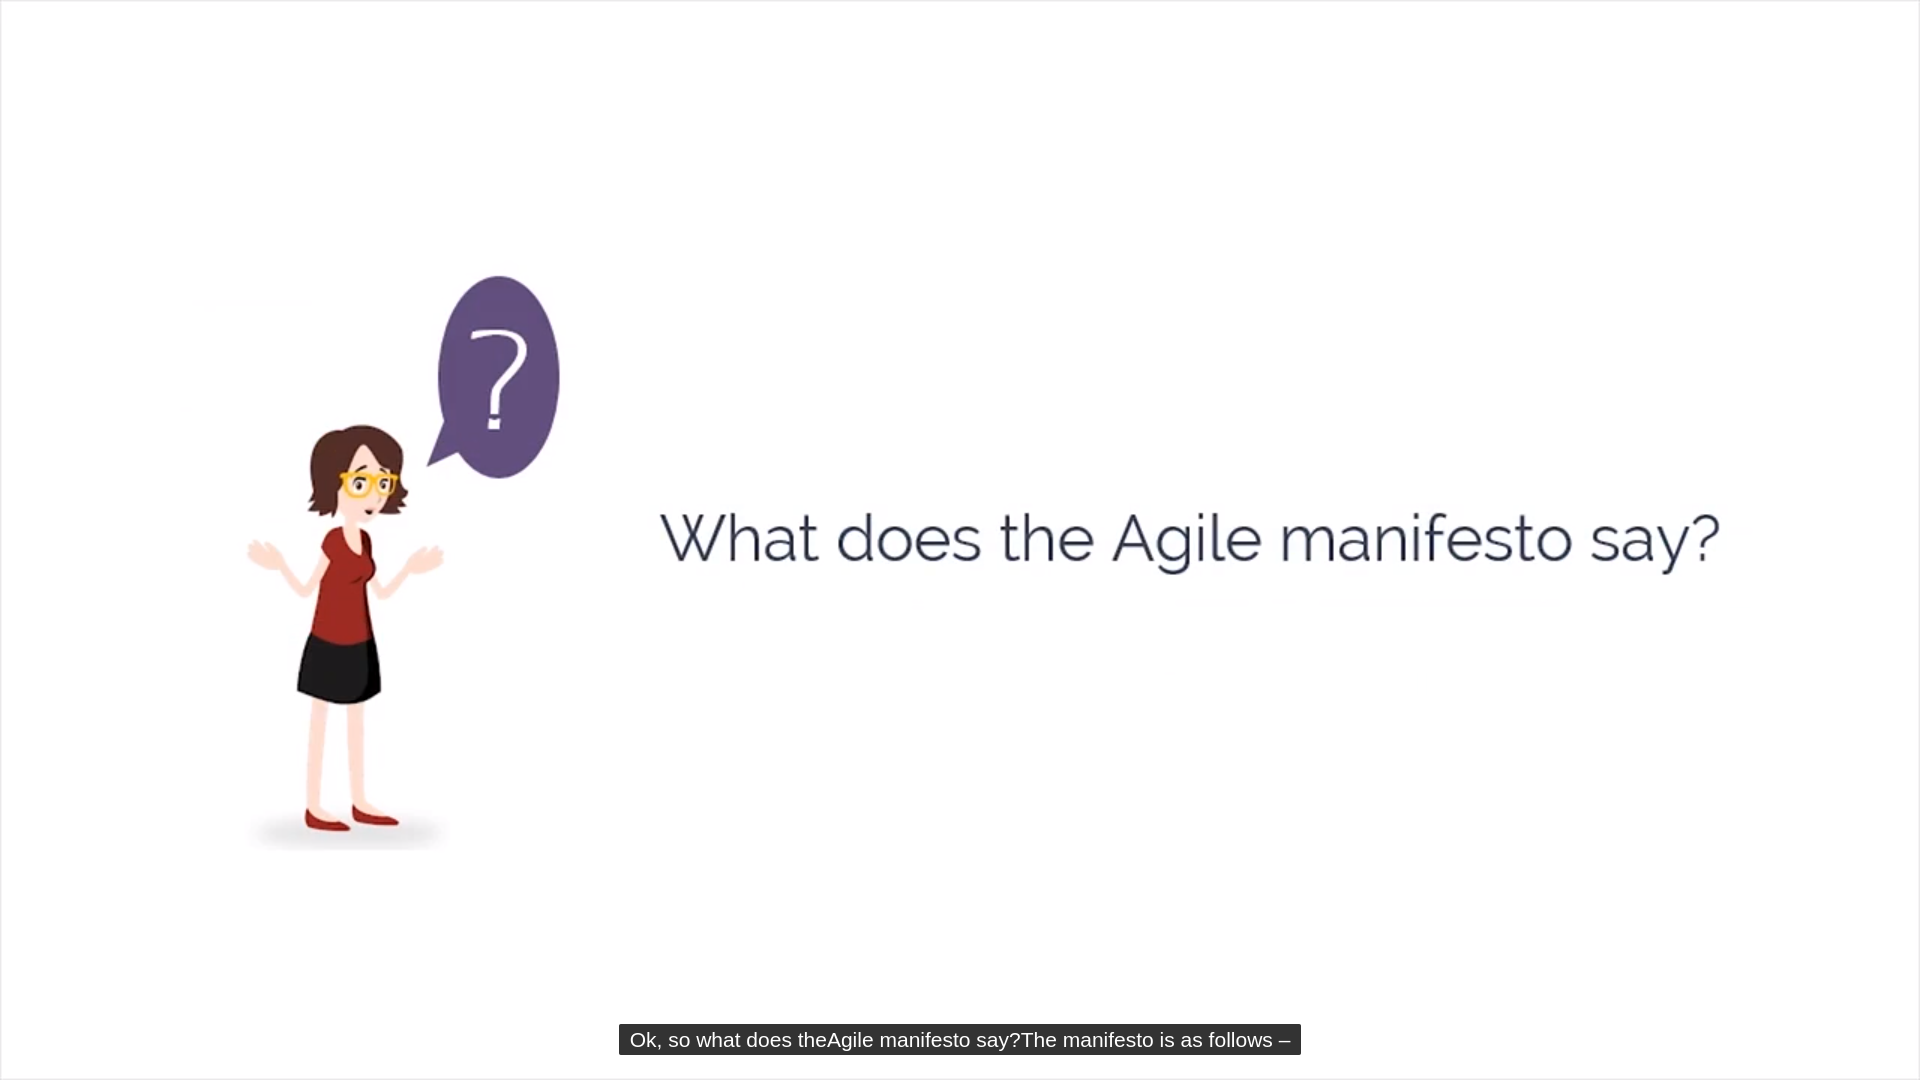 ?
What does the Agile manifesto say?
Ok, so what does theAgile manifesto say?The manifesto is as follows –